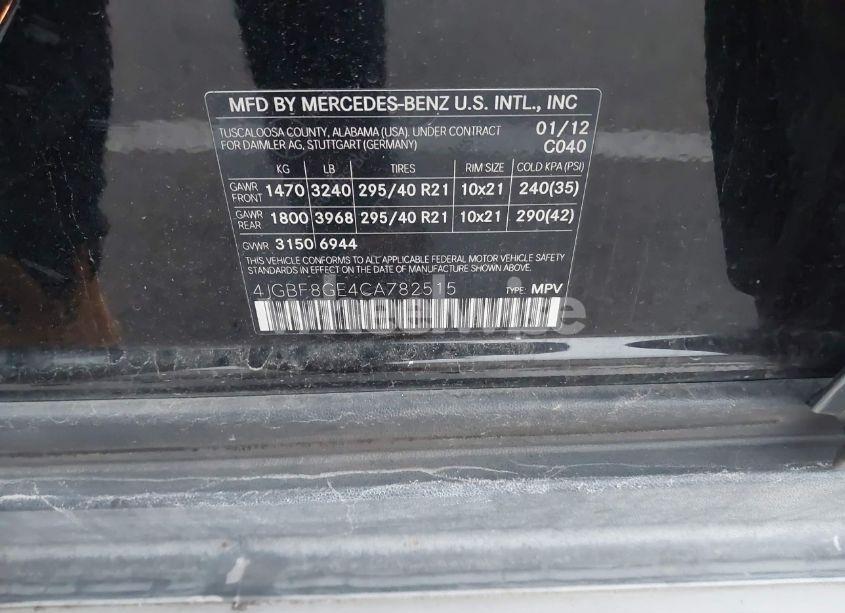 MFD BY MERCEDES-BENZ U.S. INTL., INC
TUSCALOOSA COUNTY, ALABAMA (USA), UNDER CONTRACT 01/12
FOR DAIMLER AG, STUTTGART (GERMANY) C040
KG LB TIRES RIM SIZE COLD KPA (PSI)
GAWR FRONT 1470 3240 295/40 R21 10x21 240(35)
GAWR REAR 1800 3968 295/40 R21 10x21 290(42)
GVWR 3150 6944
THIS VEHICLE CONFORMS TO ALL APPLICABLE FEDERAL MOTOR VEHICLE SAFETY
STANDARDS IN EFFECT ON THE DATE OF MANUFACTURE SHOWN ABOVE.
4JGBF8GE4CA782515 TYPE: MPV